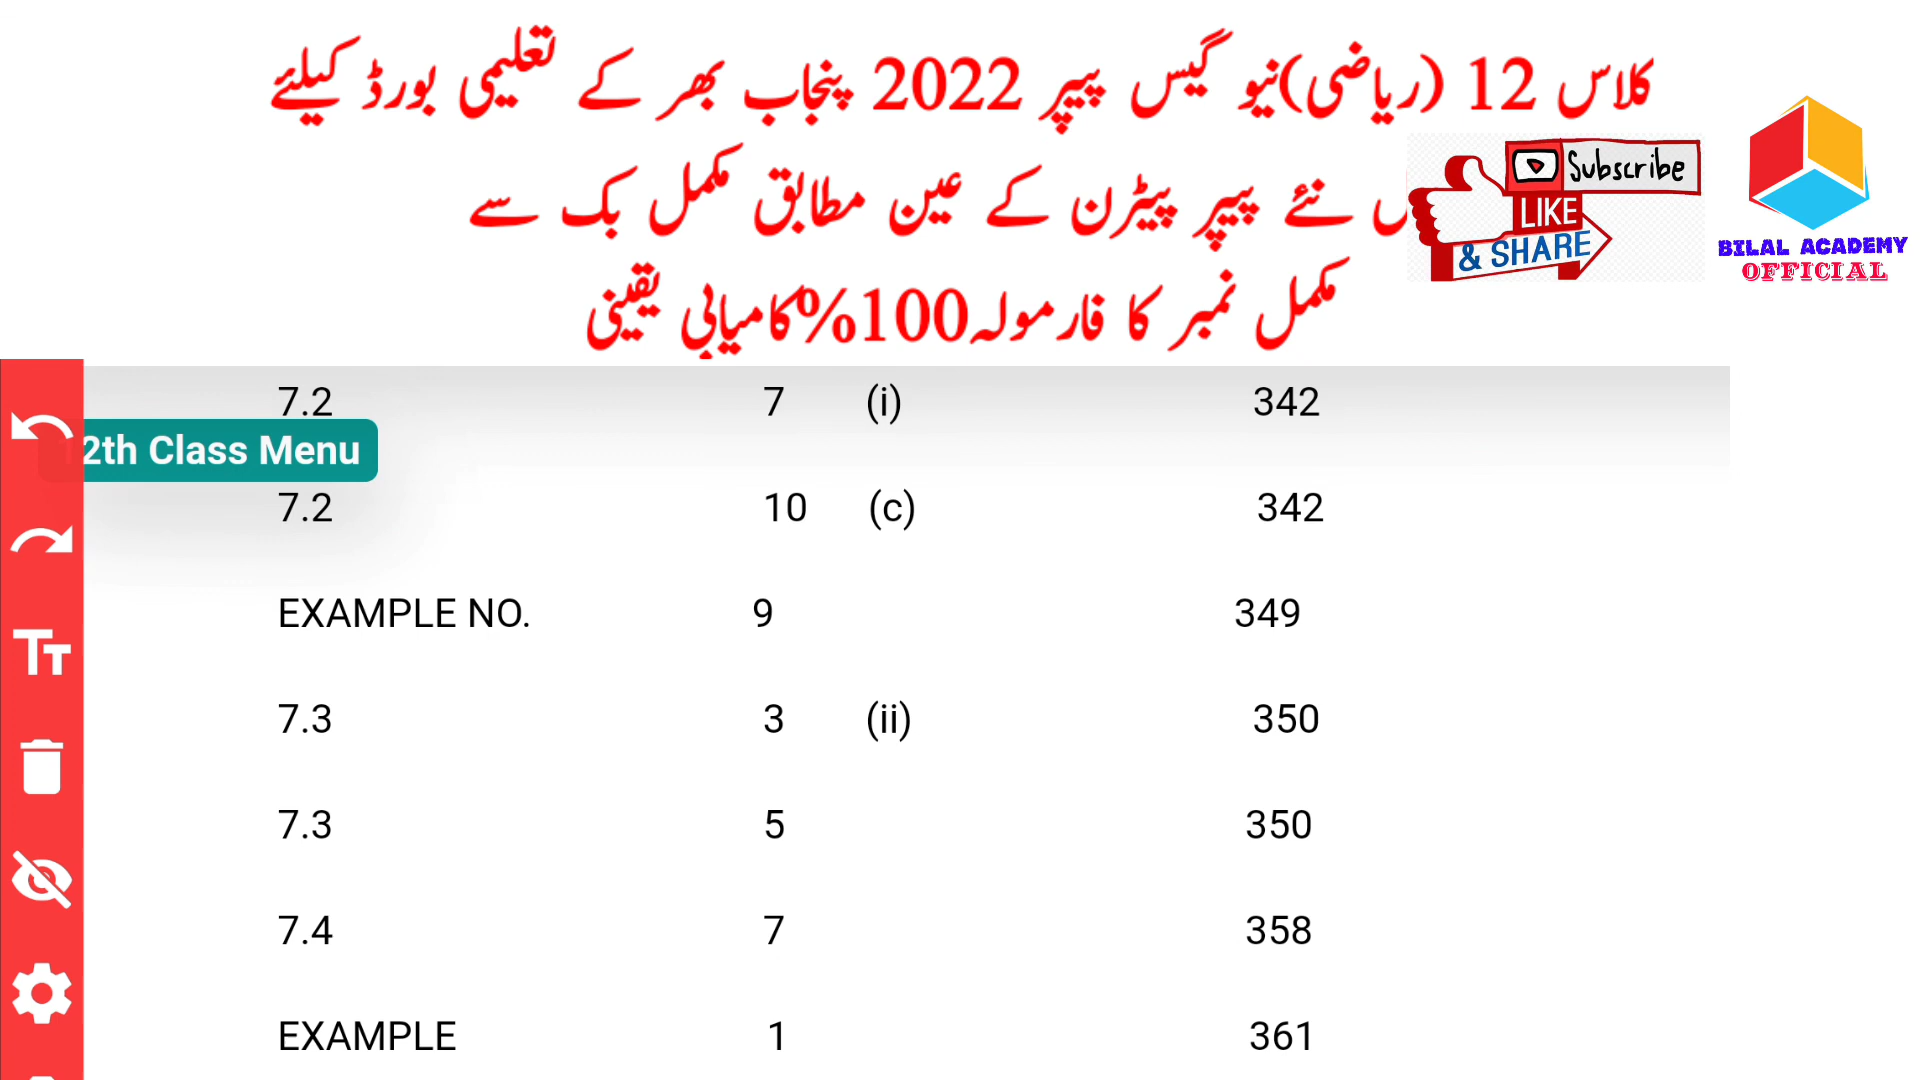 کلاس 12 (ریاضی)نیو گیس پیپر 2022 پنجاب بھر کے تعلیمی بورڈ کیلئے
نئے پیپر پیٹرن کے عین مطابق مکمل بک سے
مکمل نمبر کا فارمولہ100%کامیابی یقینی
Subscribe
LIKE
& SHARE
BILAL ACADEMY
OFFICIAL
7.2 7 (i) 342
12th Class Menu
7.2 10 (c) 342
EXAMPLE NO. 9 349
7.3 3 (ii) 350
7.3 5 350
7.4 7 358
EXAMPLE 1 361
TT